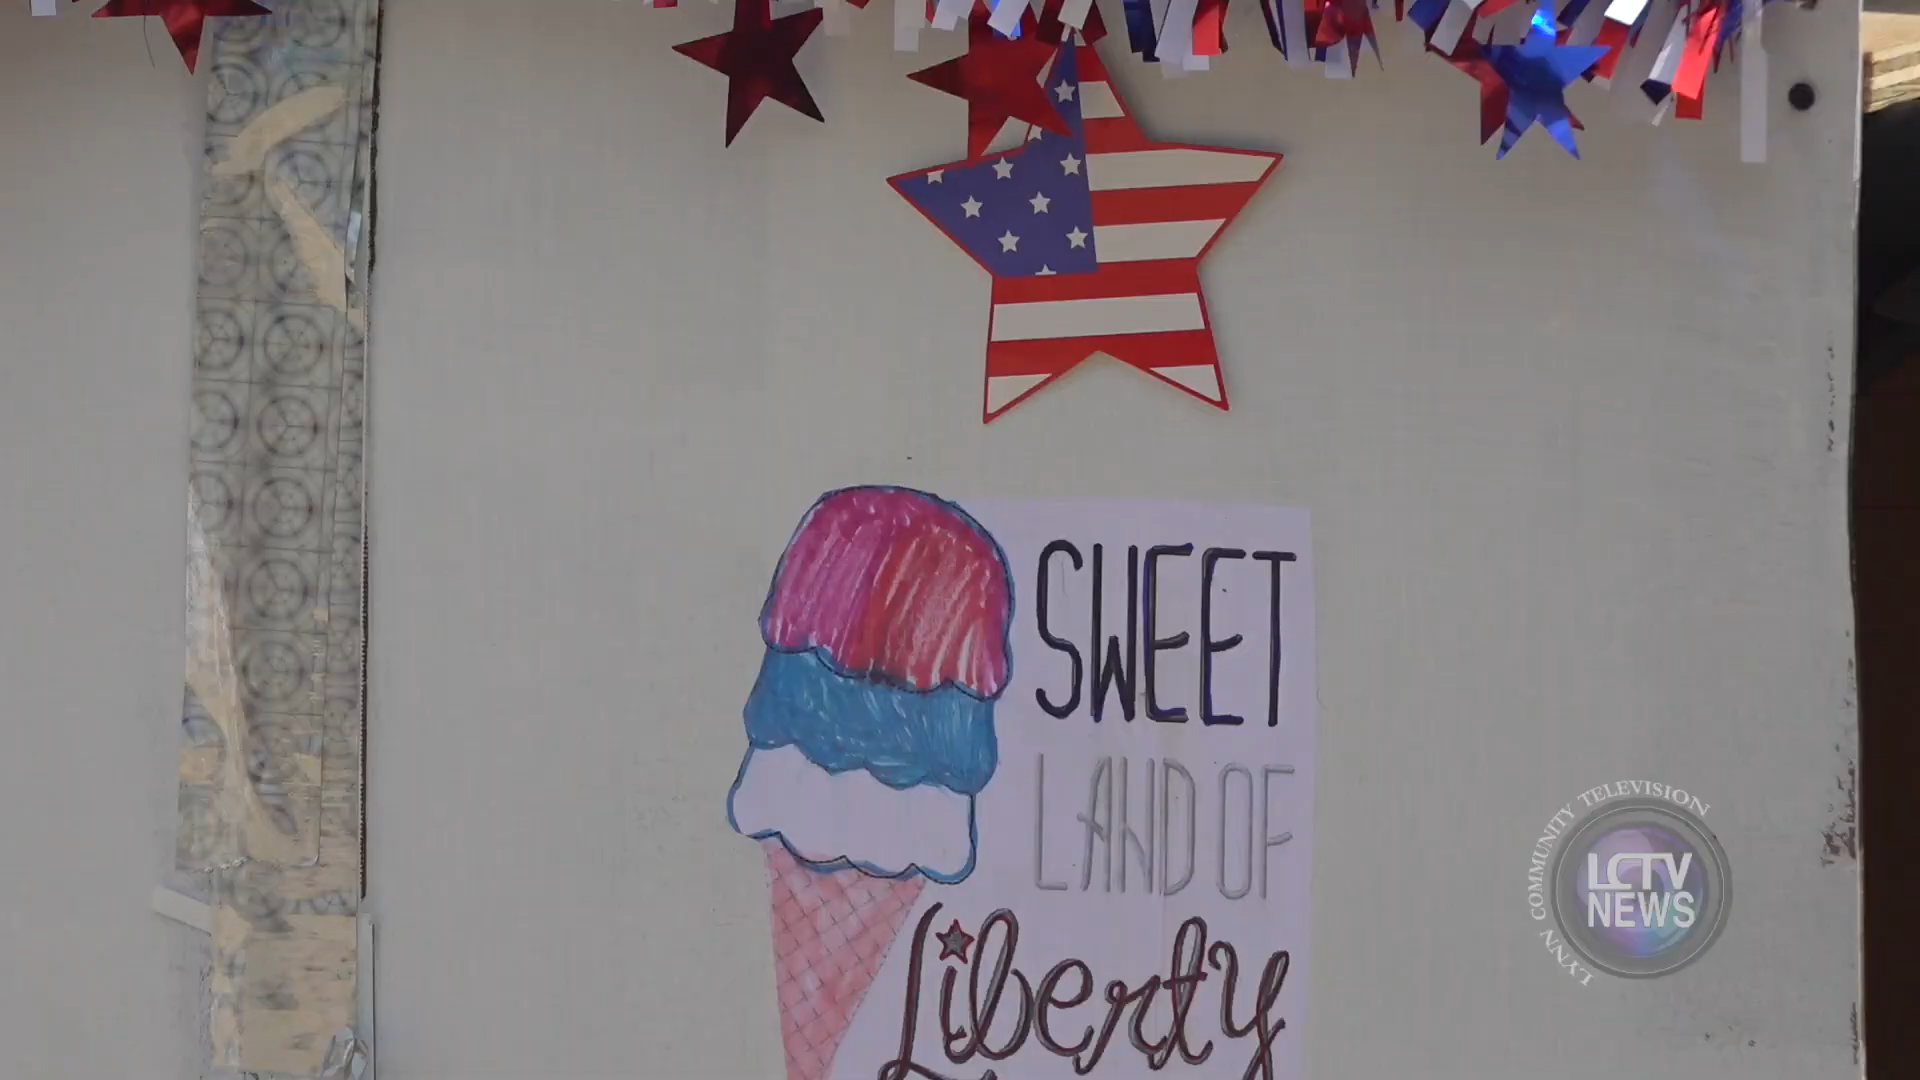 SWEET
LAND OF
Liberty
LYNN COMMUNITY TELEVISION
LCTV
NEWS